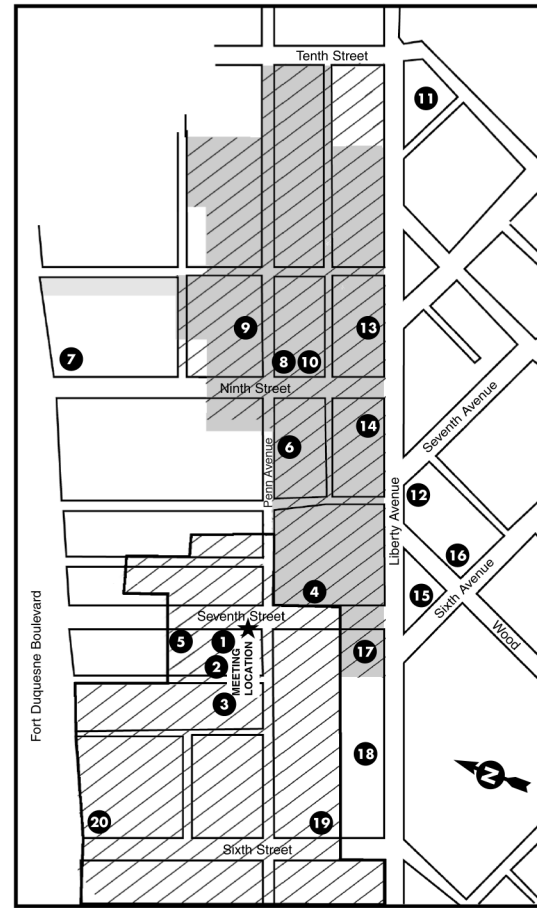 Tenth Street
11
9
13
7
8
10
Ninth Street
14
Seventh Avenue
6
Penn Avenue
12
Liberty Avenue
16
4
15
Sixth Avenue
Seventh Street
Wood
5
1
17
2
MEETING
LOCATION
3
Fort Duquesne Boulevard
18
N
20
19
Sixth Street